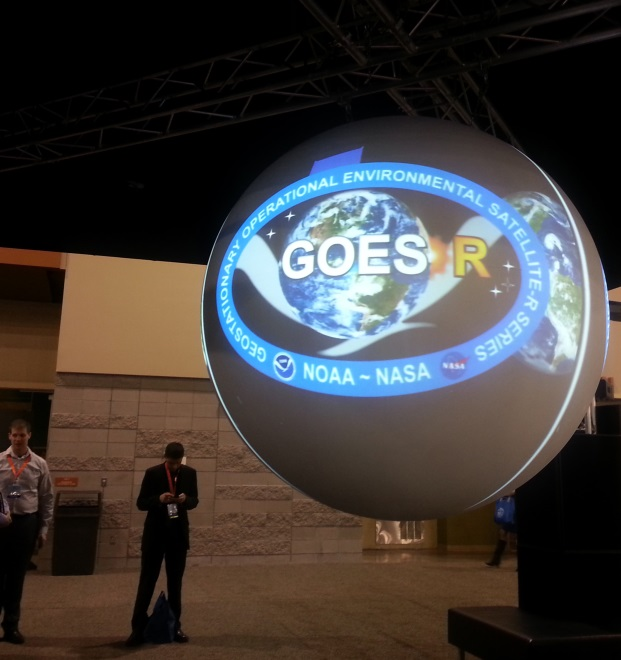 GEOSTATIONARY OPERATIONAL ENVIRONMENTAL SATELLITE R SERIES
GOES R
NOAA ~ NASA
NASA